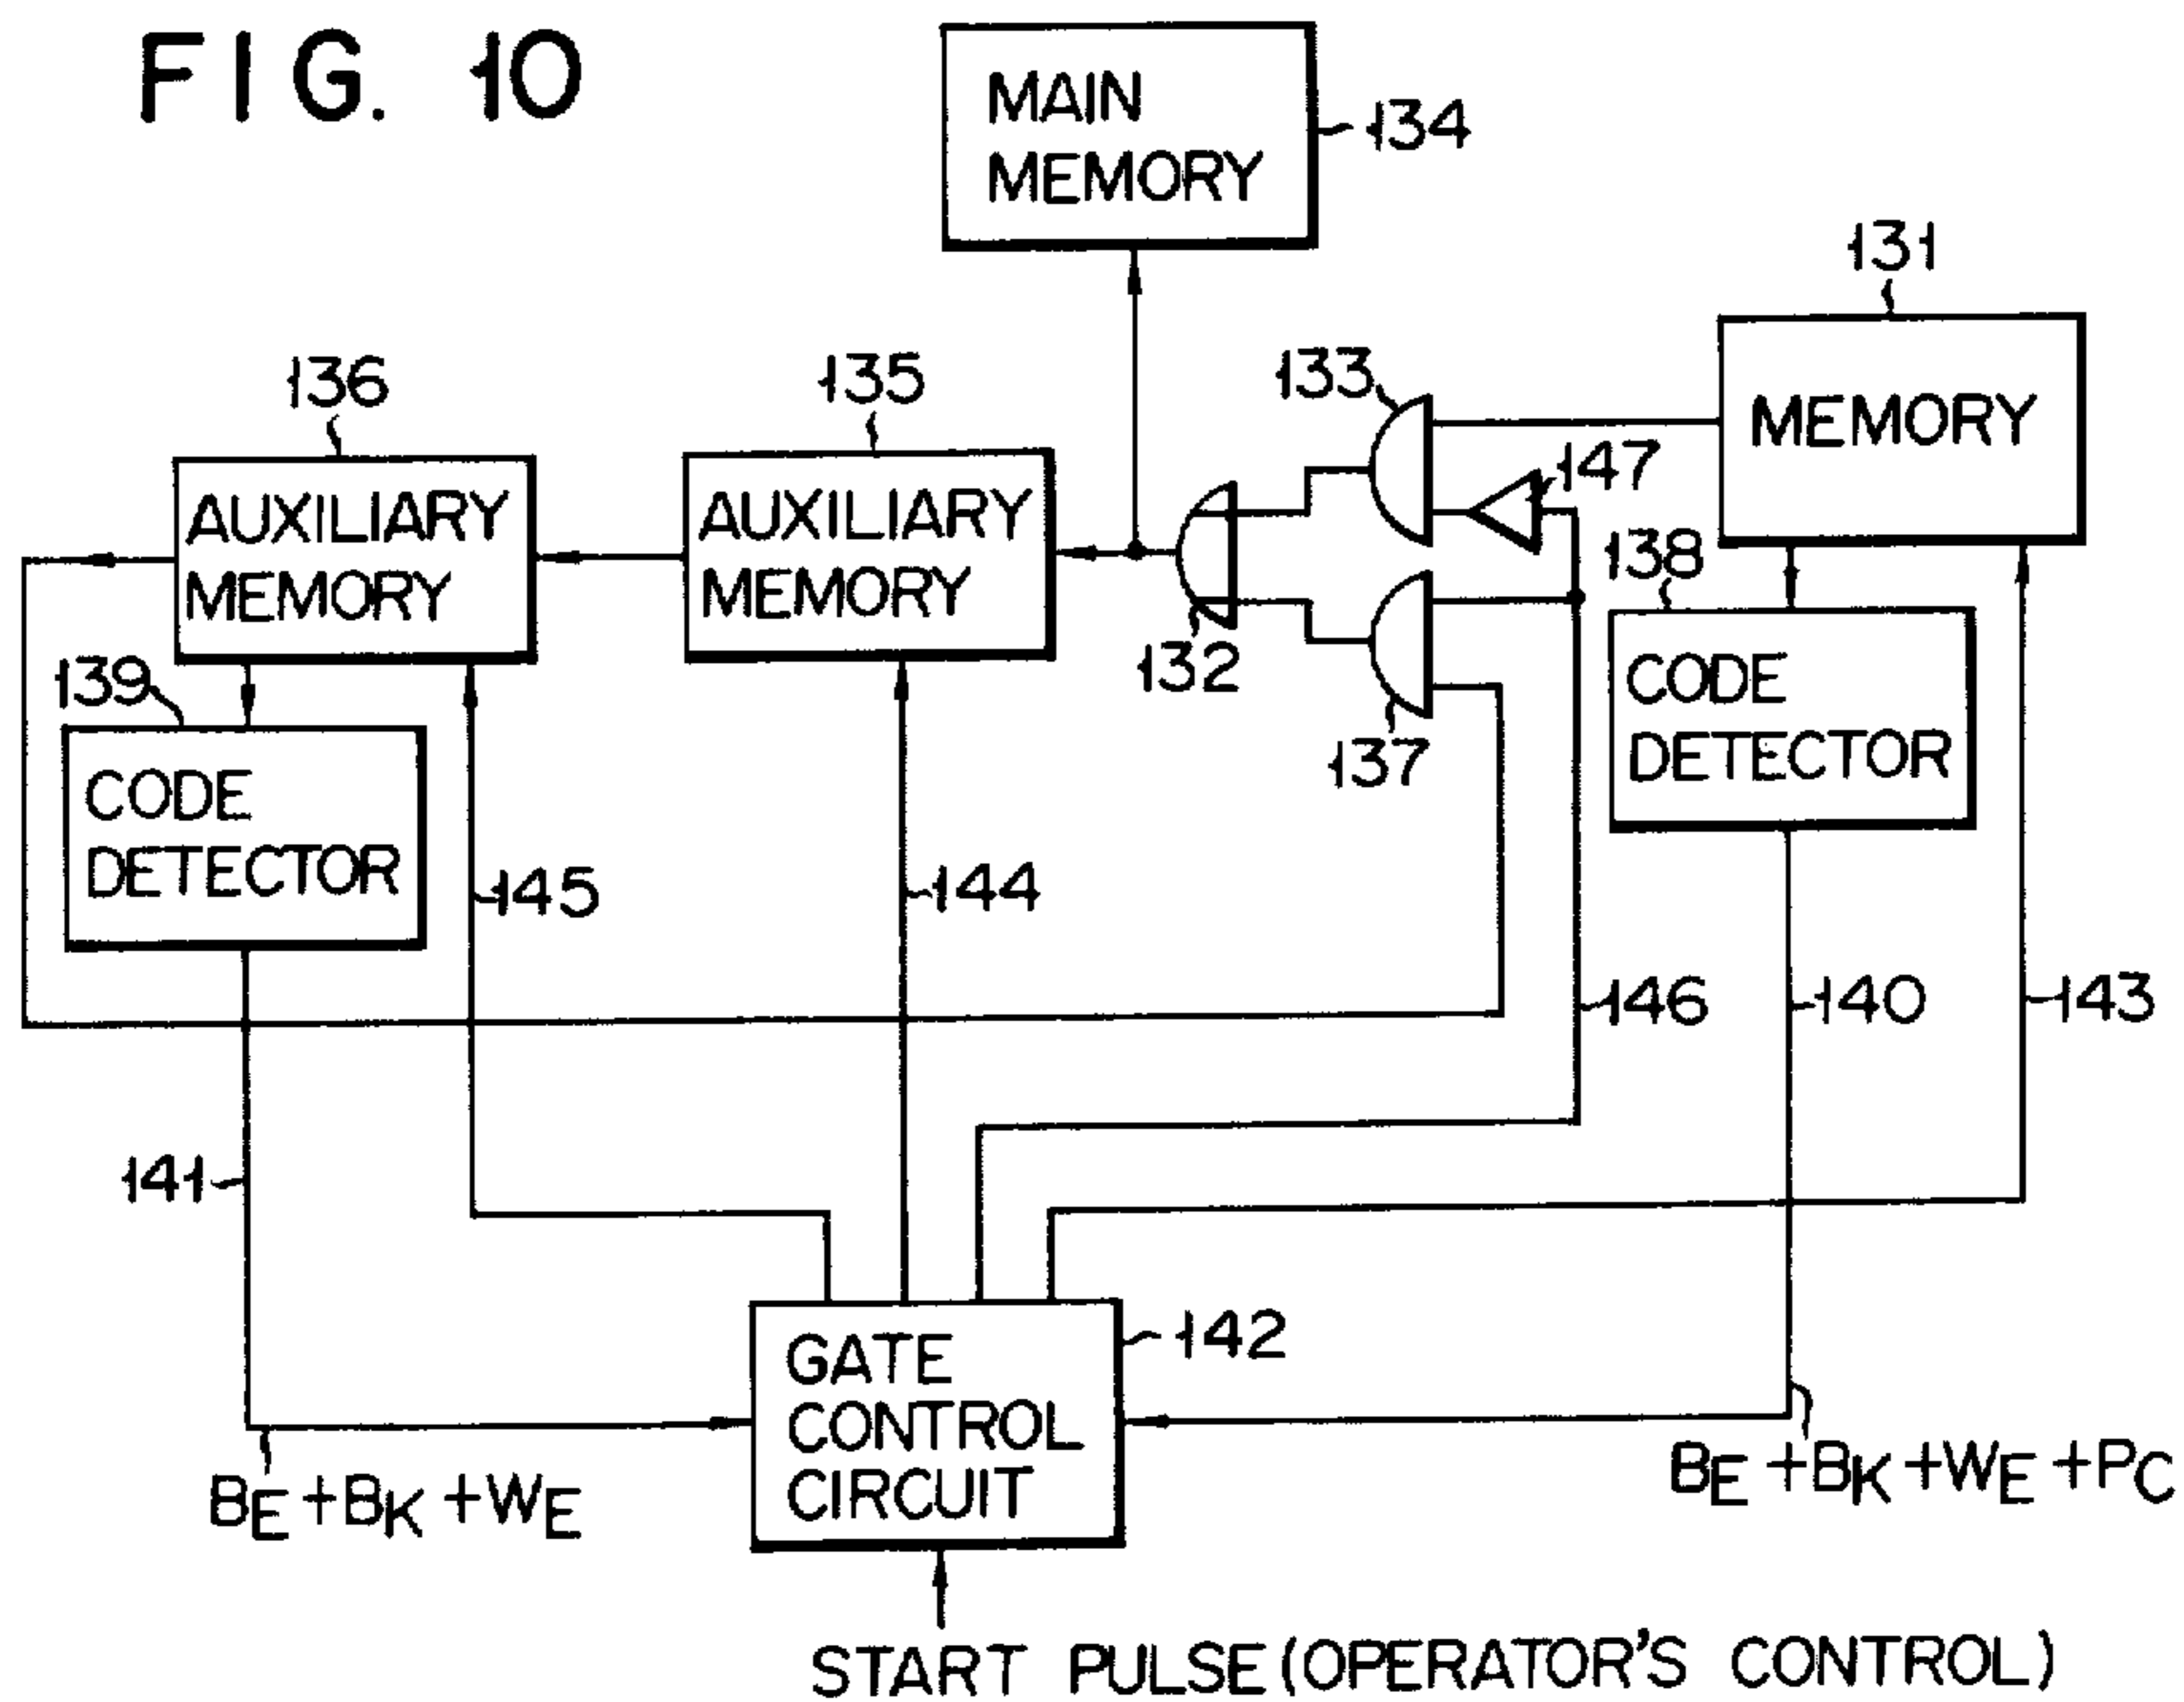 FIG. 10
MAIN
MEMORY
134
131
MEMORY
133
147
136
135
AUXILIARY
MEMORY
AUXILIARY
MEMORY
132
137
138
CODE
DETECTOR
139
CODE
DETECTOR
145
144
146
140
143
141
GATE
CONTROL
CIRCUIT
142
BE+BK+WE
BE+BK+WE+PC
START PULSE(OPERATOR'S CONTROL)